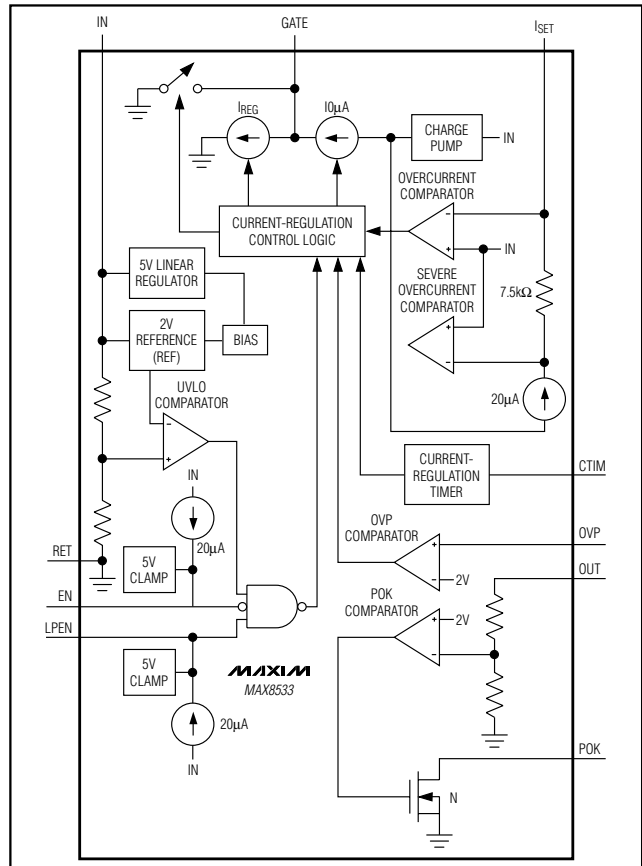 IN
GATE
ISET
IREG
10µA
CHARGE
PUMP
IN
OVERCURRENT
COMPARATOR
-
+
IN
CURRENT-REGULATION
CONTROL LOGIC
5V LINEAR
REGULATOR
SEVERE
OVERCURRENT COMPARATOR
+
-
7.5kΩ
2V
REFERENCE
(REF)
BIAS
UVLO
COMPARATOR
-
+
20µA
CURRENT-
REGULATION
TIMER
CTIM
IN
20µA
RET
5V
CLAMP
OVP
COMPARATOR
+
-
2V
OVP
OUT
EN
POK
COMPARATOR
+
-
2V
LPEN
5V
CLAMP
MAXIM
MAX8533
20µA
IN
N
POK